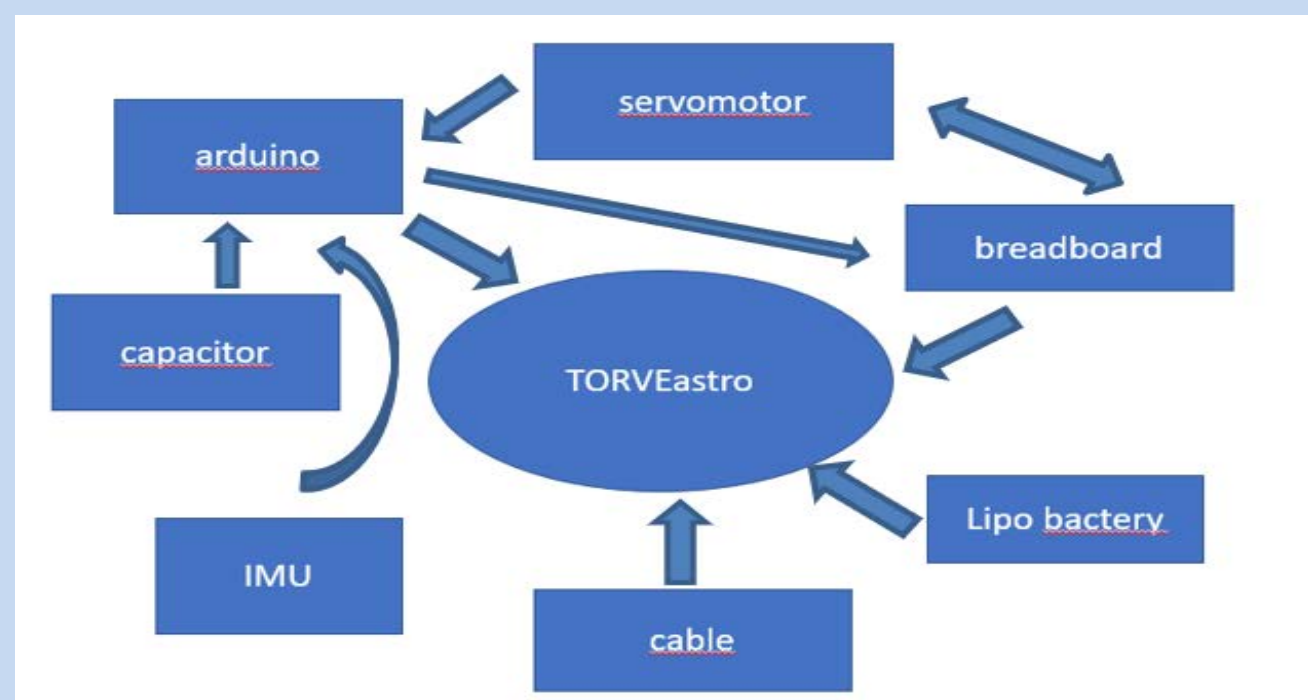 servomotor
arduino
breadboard
capacitor
TORVEastro
Lipo bactery
IMU
cable